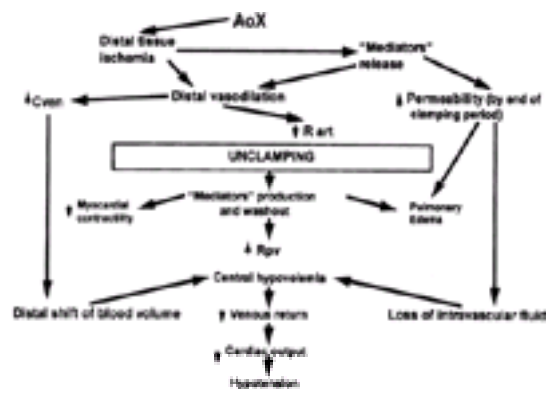 AoX
Distal tissue
ischemia
"Mediators"
release
Cven
Distal vasodilation
Permeability (by end of
clamping period)
R art
UNCLAMPING
Myocardial
contractility
"Mediators" production
and washout
Pulmonary
Edema
Rpv
Central hypovolemia
Distal shift of blood volume
Venous return
Loss of intravascular fluid
Cardiac output
Hypotension